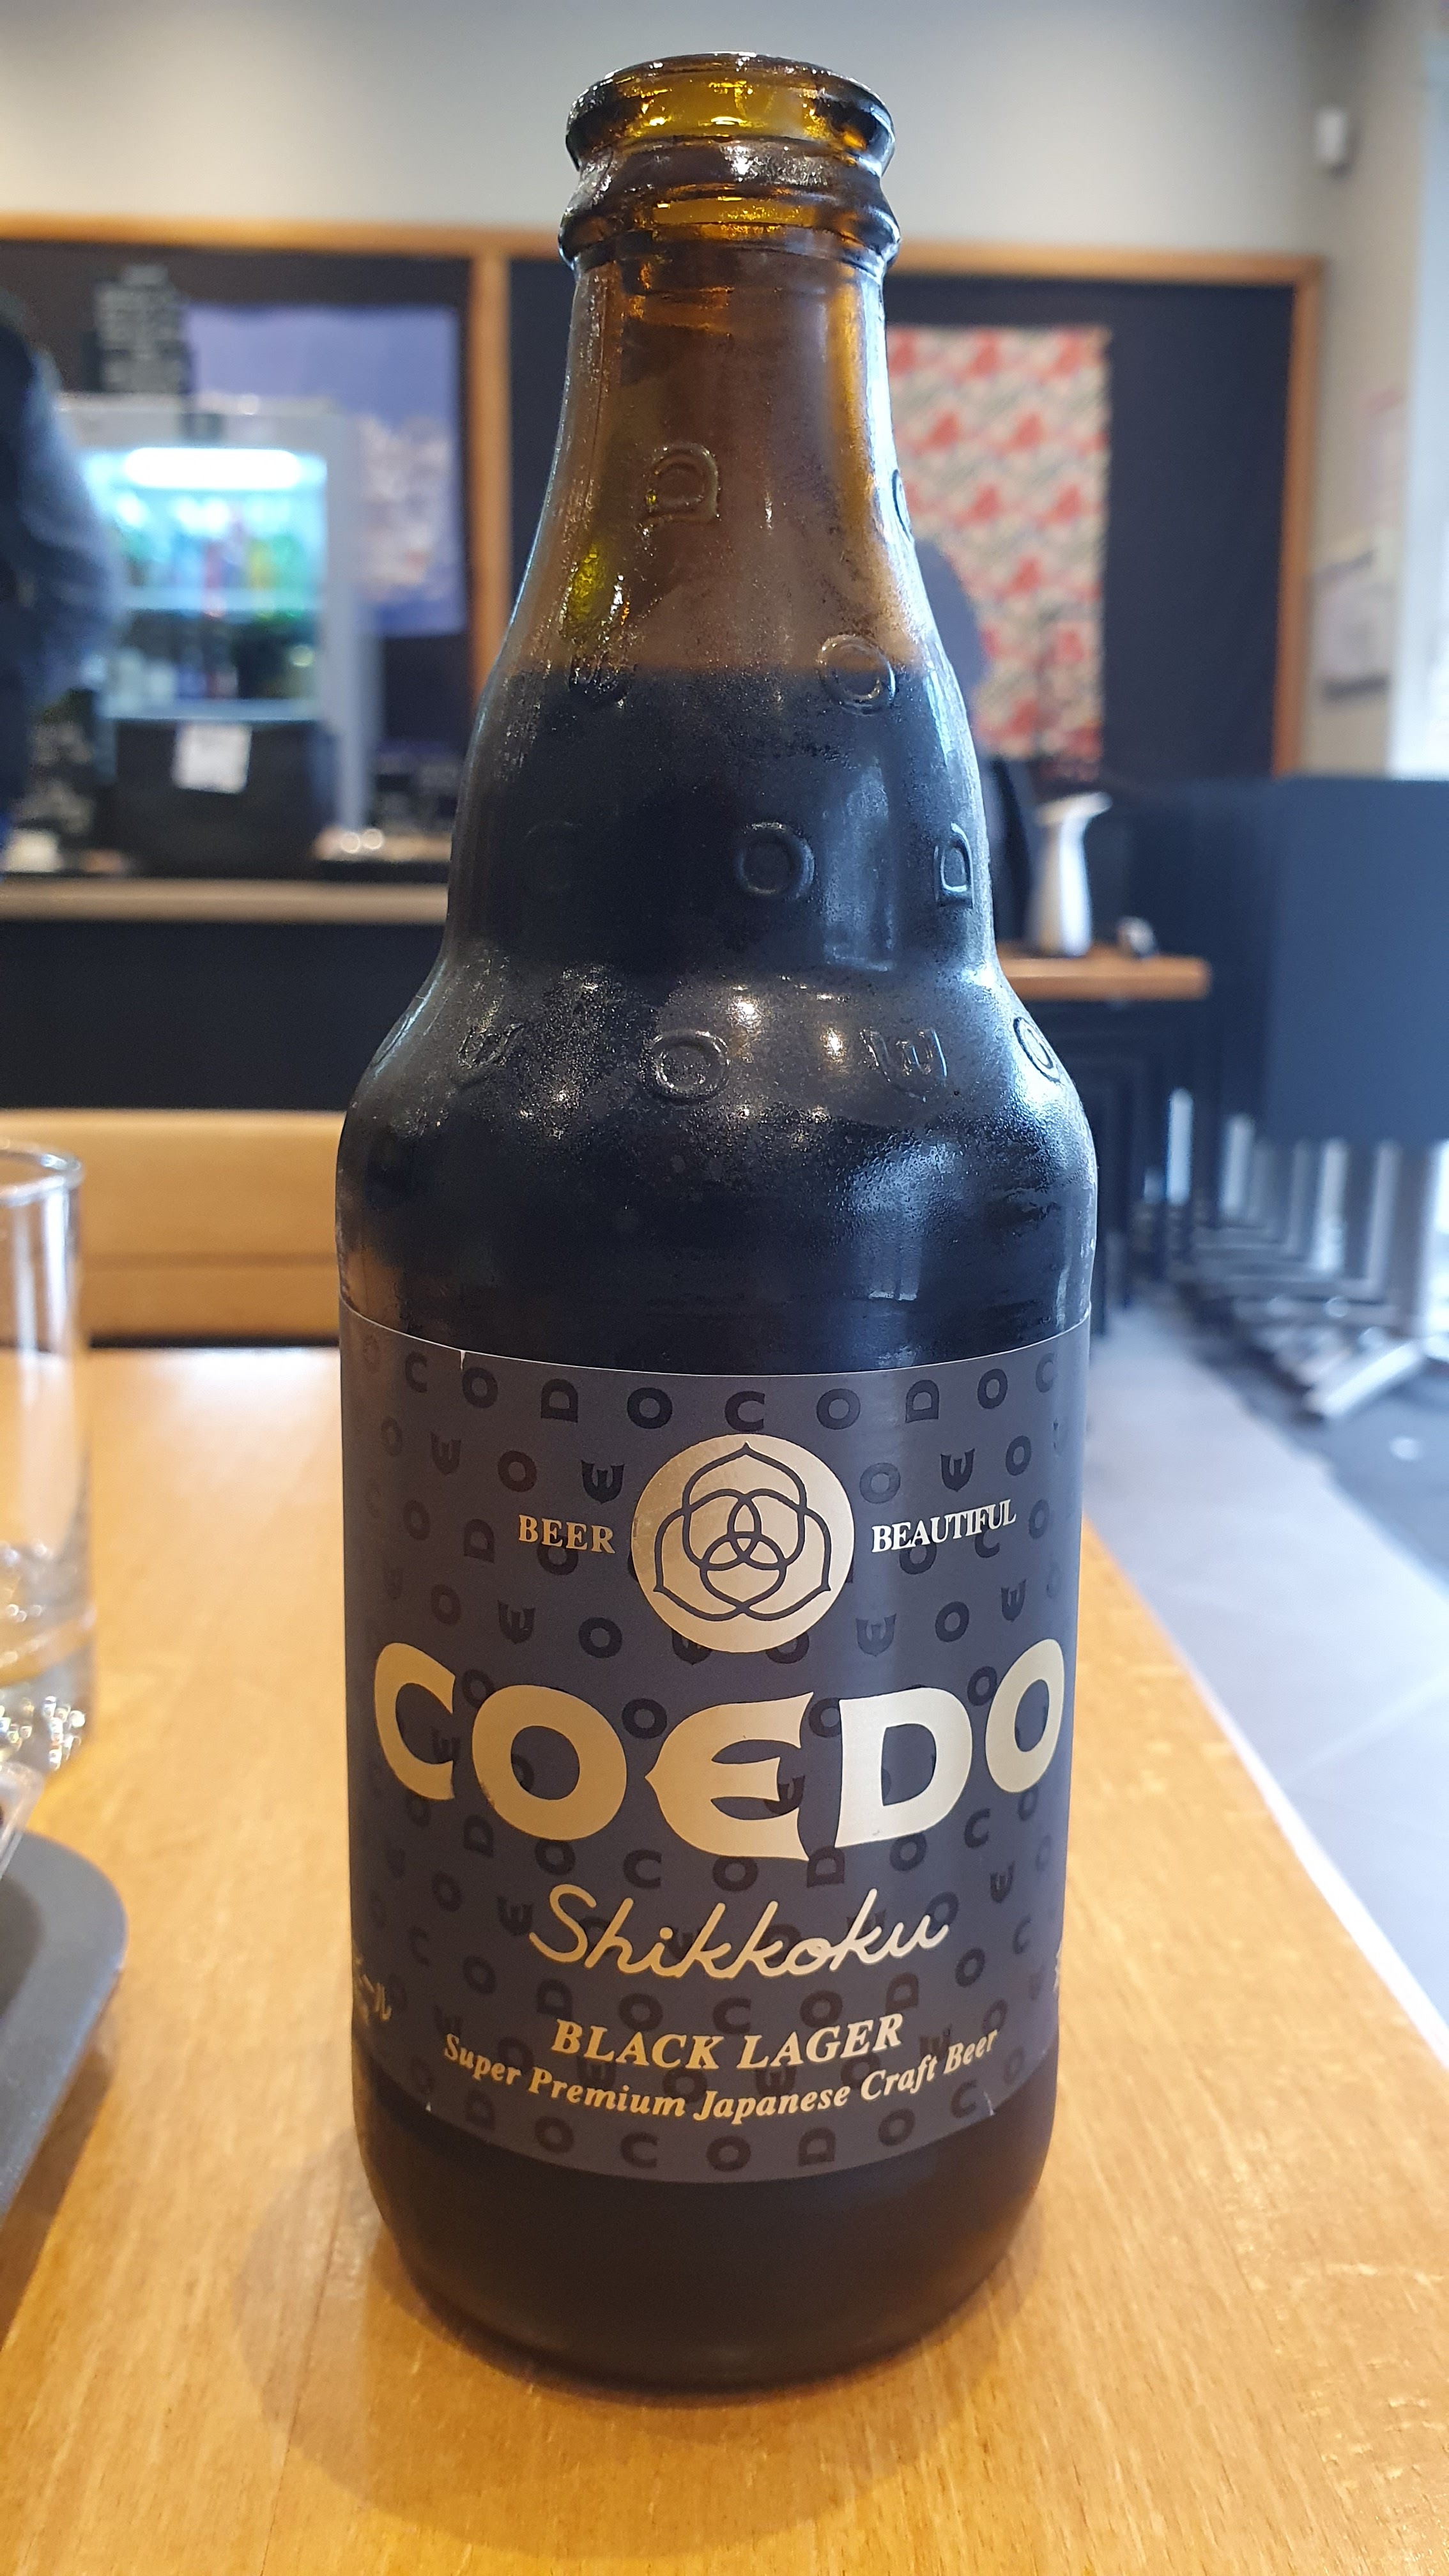 BEER BEAUTIFUL
COEDO
Shikkoku
BLACK LAGER
Super Premium Japanese Craft Beer